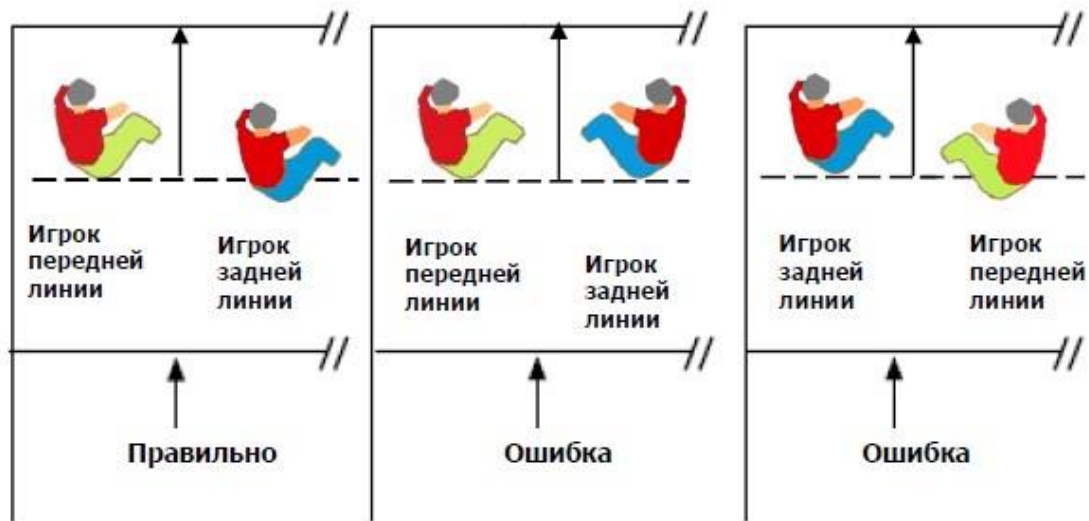 Игрок
передней
линии
Игрок
задней
линии
Правильно
Игрок
передней
линии
Игрок
задней
линии
Ошибка
Игрок
задней
линии
Игрок
передней
линии
Ошибка